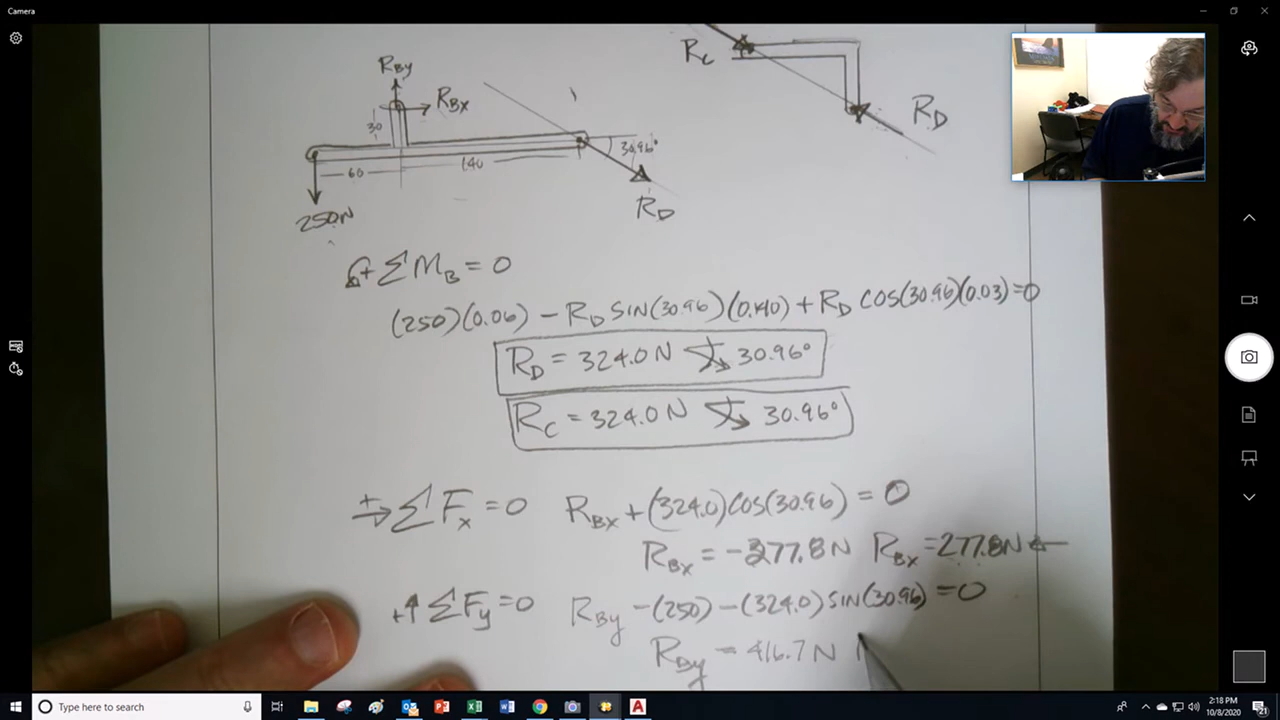 Camera
R_By
R_Bx
30
60
140
30.96°
250N
R_D
R_C
R_D
+ ΣM_B = 0
(250)(0.06) - R_D SIN(30.96)(0.140) + R_D COS(30.96)(0.03) = 0
R_D = 324.0 N 30.96°
R_C = 324.0 N 30.96°
+→ ΣF_x = 0 R_Bx + (324.0)COS(30.96) = 0
R_Bx = -277.8 N R_Bx = 277.8N ←
+↑ ΣF_y = 0 R_By - (250) - (324.0) SIN(30.96) = 0
R_By = 416.7 N
Type here to search
2:18 PM
10/8/2020
21